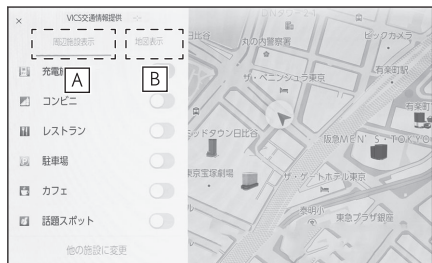 VICS交通情報提供
周辺施設表示
地図表示
A
B
コンビニ
レストラン
駐車場
カフェ
話題スポット
他の施設に変更
日比谷
丸の内警察署
ビックカメラ
有楽町駅
ザ・ペニンシュラ東京
有楽町
ミッドタウン日比谷
阪急MEN'S・TOKYO
東京宝塚劇場
ザ・ゲートホテル東京
泰明小
東急プラザ銀座